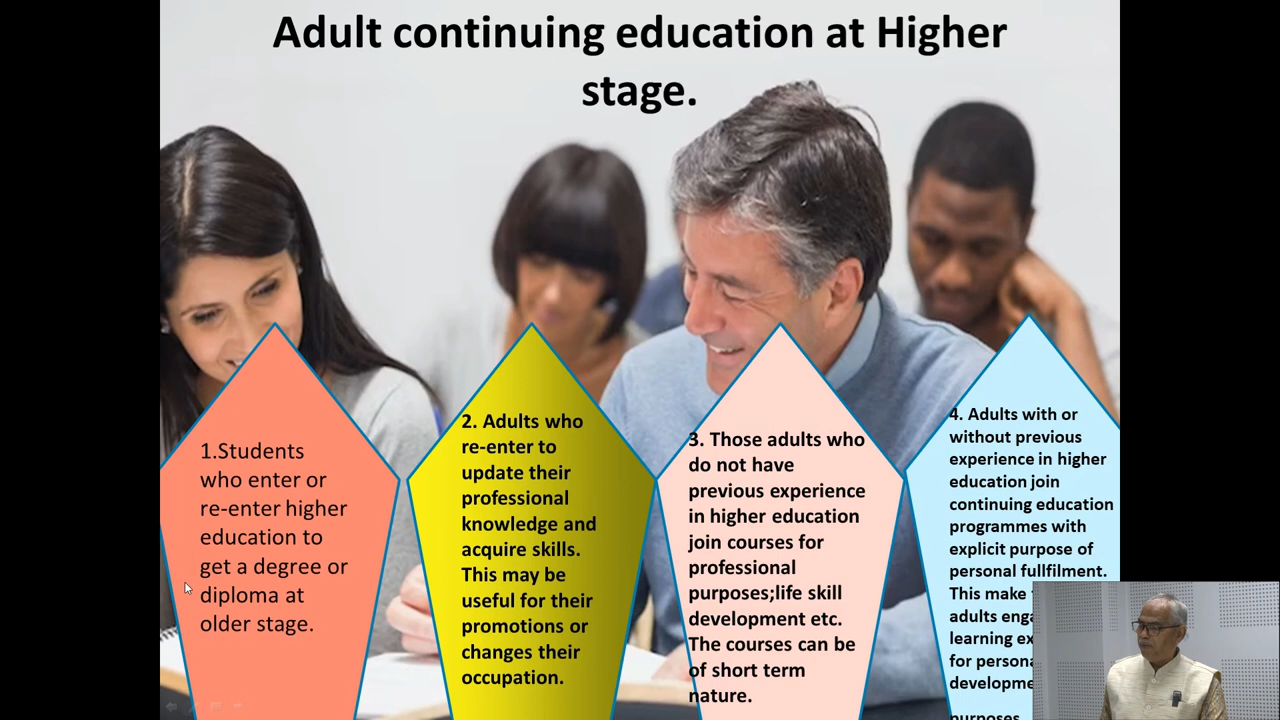 Adult continuing education at Higher
stage.
1.Students
who enter or
re-enter higher
education to
get a degree or
diploma at
older stage.
2. Adults who
re-enter to
update their
professional
knowledge and
acquire skills.
This may be
useful for their
promotions or
changes their
occupation.
3. Those adults who
do not have
previous experience
in higher education
join courses for
professional
purposes;life skill
development etc.
The courses can be
of short term
nature.
4. Adults with or
without previous
experience in higher
education join
continuing education
programmes with
explicit purpose of
personal fullfilment.
This make
adults
learning
for

purposes